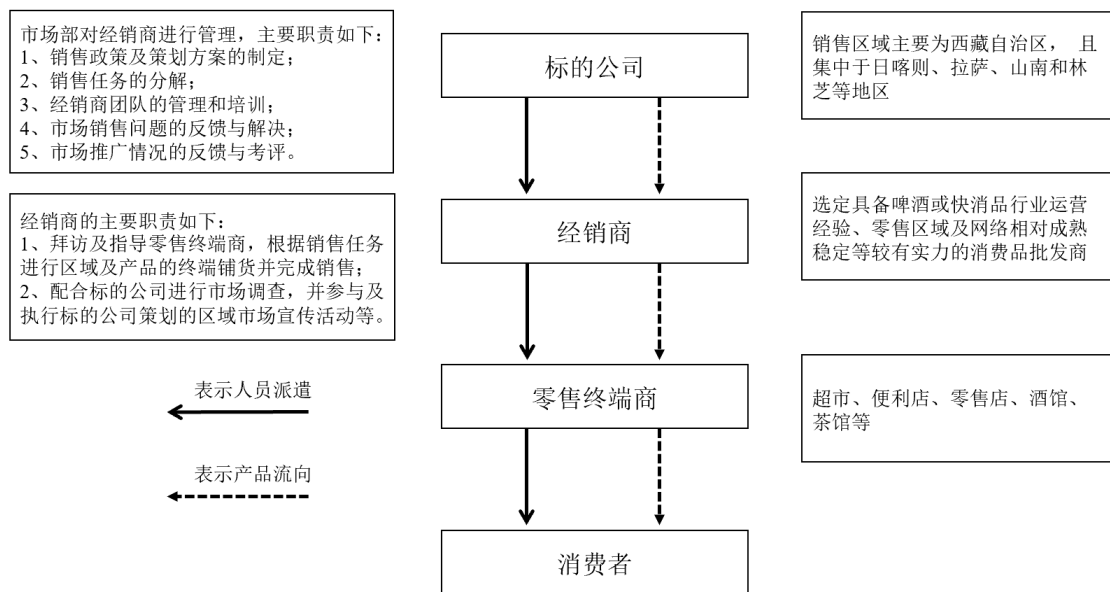 市场部对经销商进行管理，主要职责如下：
1、销售政策及策划方案的制定；
2、销售任务的分解；
3、经销商团队的管理和培训；
4、市场销售问题的反馈与解决；
5、市场推广情况的反馈与考评。
标的公司
销售区域主要为西藏自治区， 且
集中于日喀则、拉萨、山南和林
芝等地区
经销商的主要职责如下：
1、拜访及指导零售终端商，根据销售任务
进行区域及产品的终端铺货并完成销售；
2、配合标的公司进行市场调查，并参与及
执行标的公司策划的区域市场宣传活动等。
经销商
选定具备啤酒或快消品行业运营
经验、零售区域及网络相对成熟
稳定等较有实力的消费品批发商
表示人员派遣
零售终端商
超市、便利店、零售店、酒馆、
茶馆等
表示产品流向
消费者